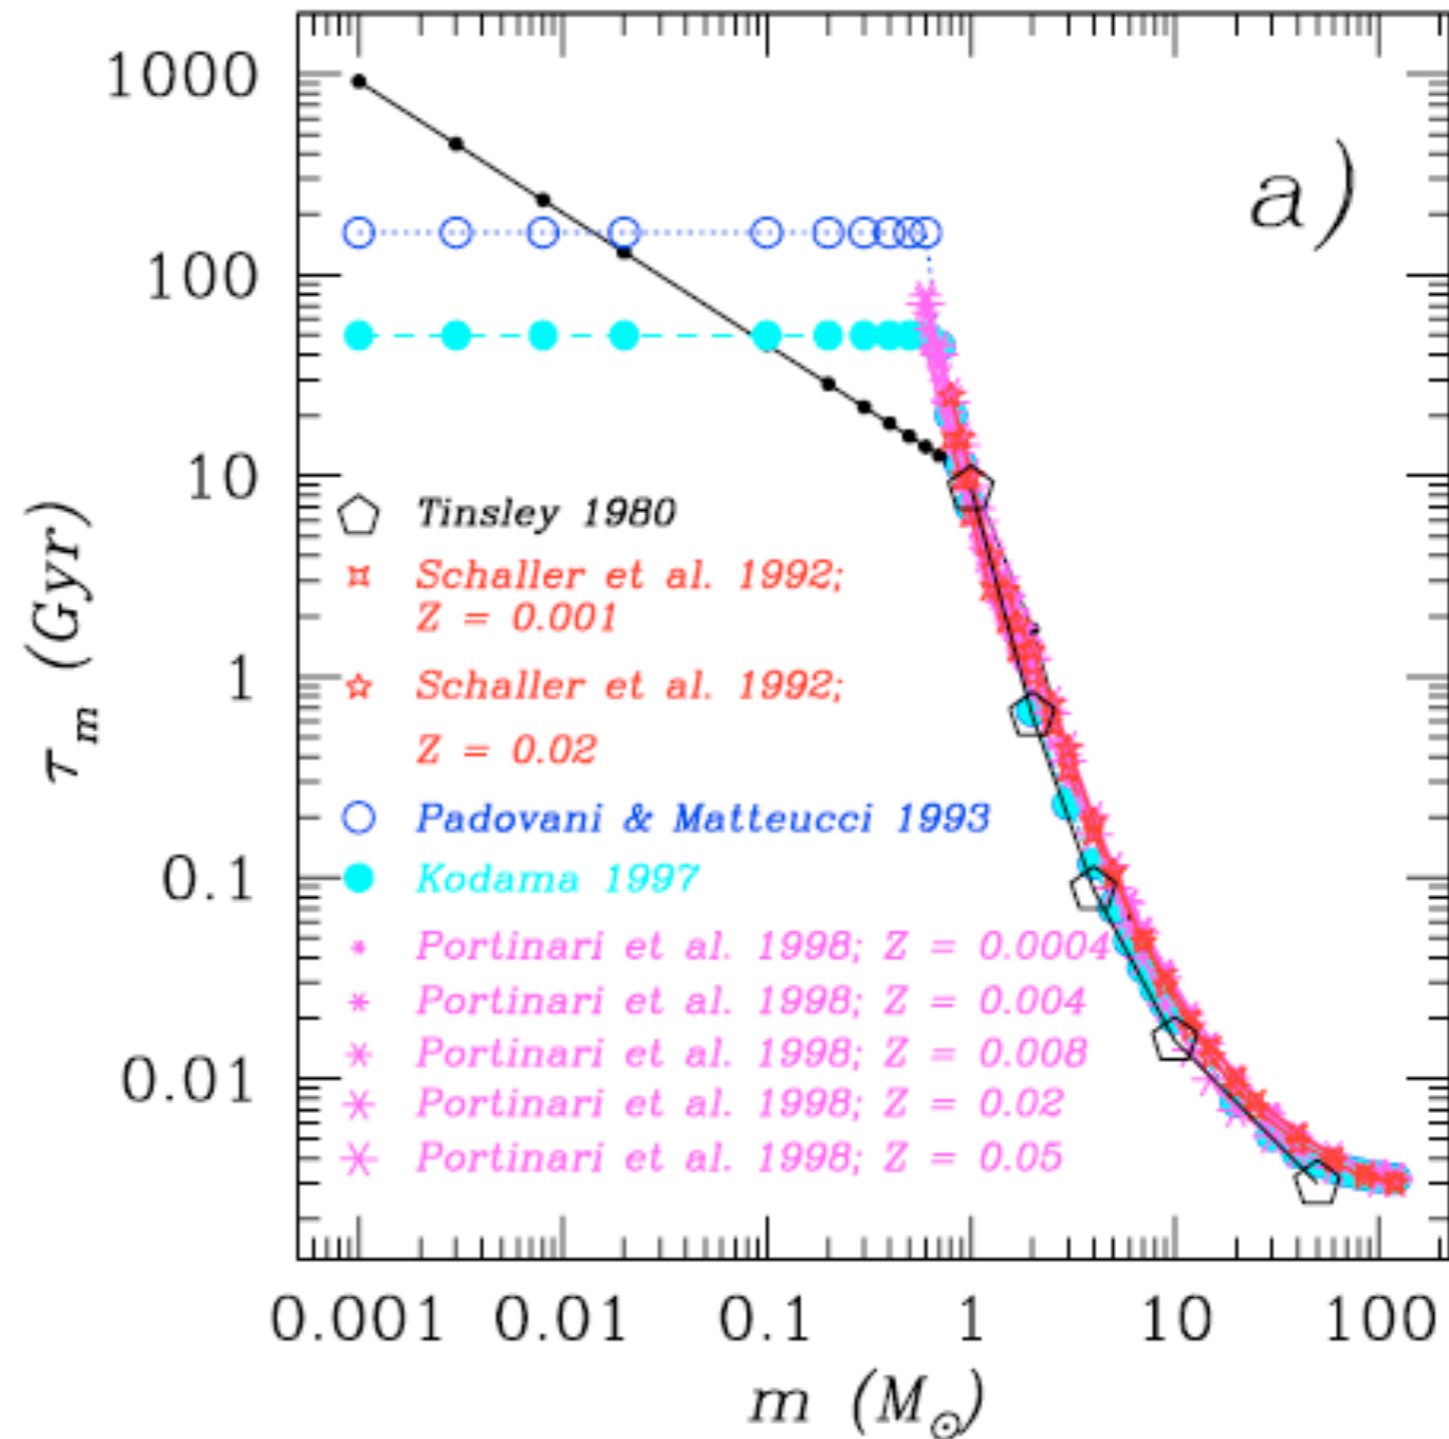 1000
100
10
1
0.1
0.01
τm (Gyr)
a)
Tinsley 1980
Schaller et al. 1992;
Z = 0.001
Schaller et al. 1992;
Z = 0.02
Padovani & Matteucci 1993
Kodama 1997
Portinari et al. 1998; Z = 0.0004
Portinari et al. 1998; Z = 0.004
Portinari et al. 1998; Z = 0.008
Portinari et al. 1998; Z = 0.02
Portinari et al. 1998; Z = 0.05
0.001 0.01 0.1 1 10 100
m (M⊙)